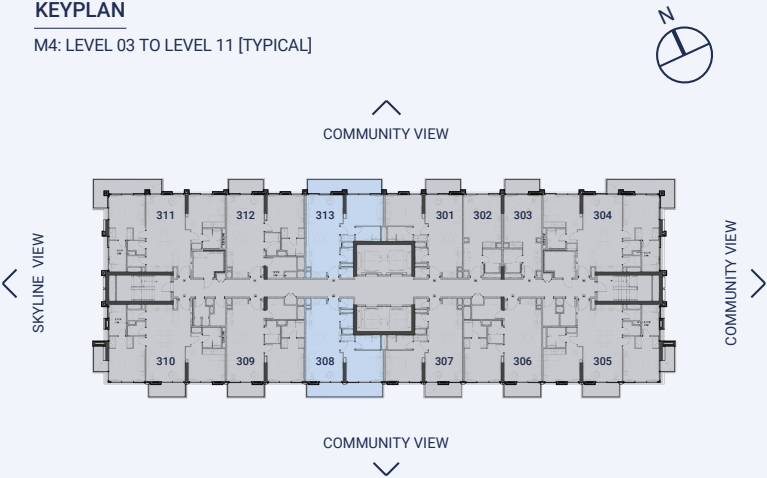 KEYPLAN
M4: LEVEL 03 TO LEVEL 11 [TYPICAL]
N
COMMUNITY VIEW
311 312 313 301 302 303 304
SKYLINE VIEW
COMMUNITY VIEW
310 309 308 307 306 305
COMMUNITY VIEW